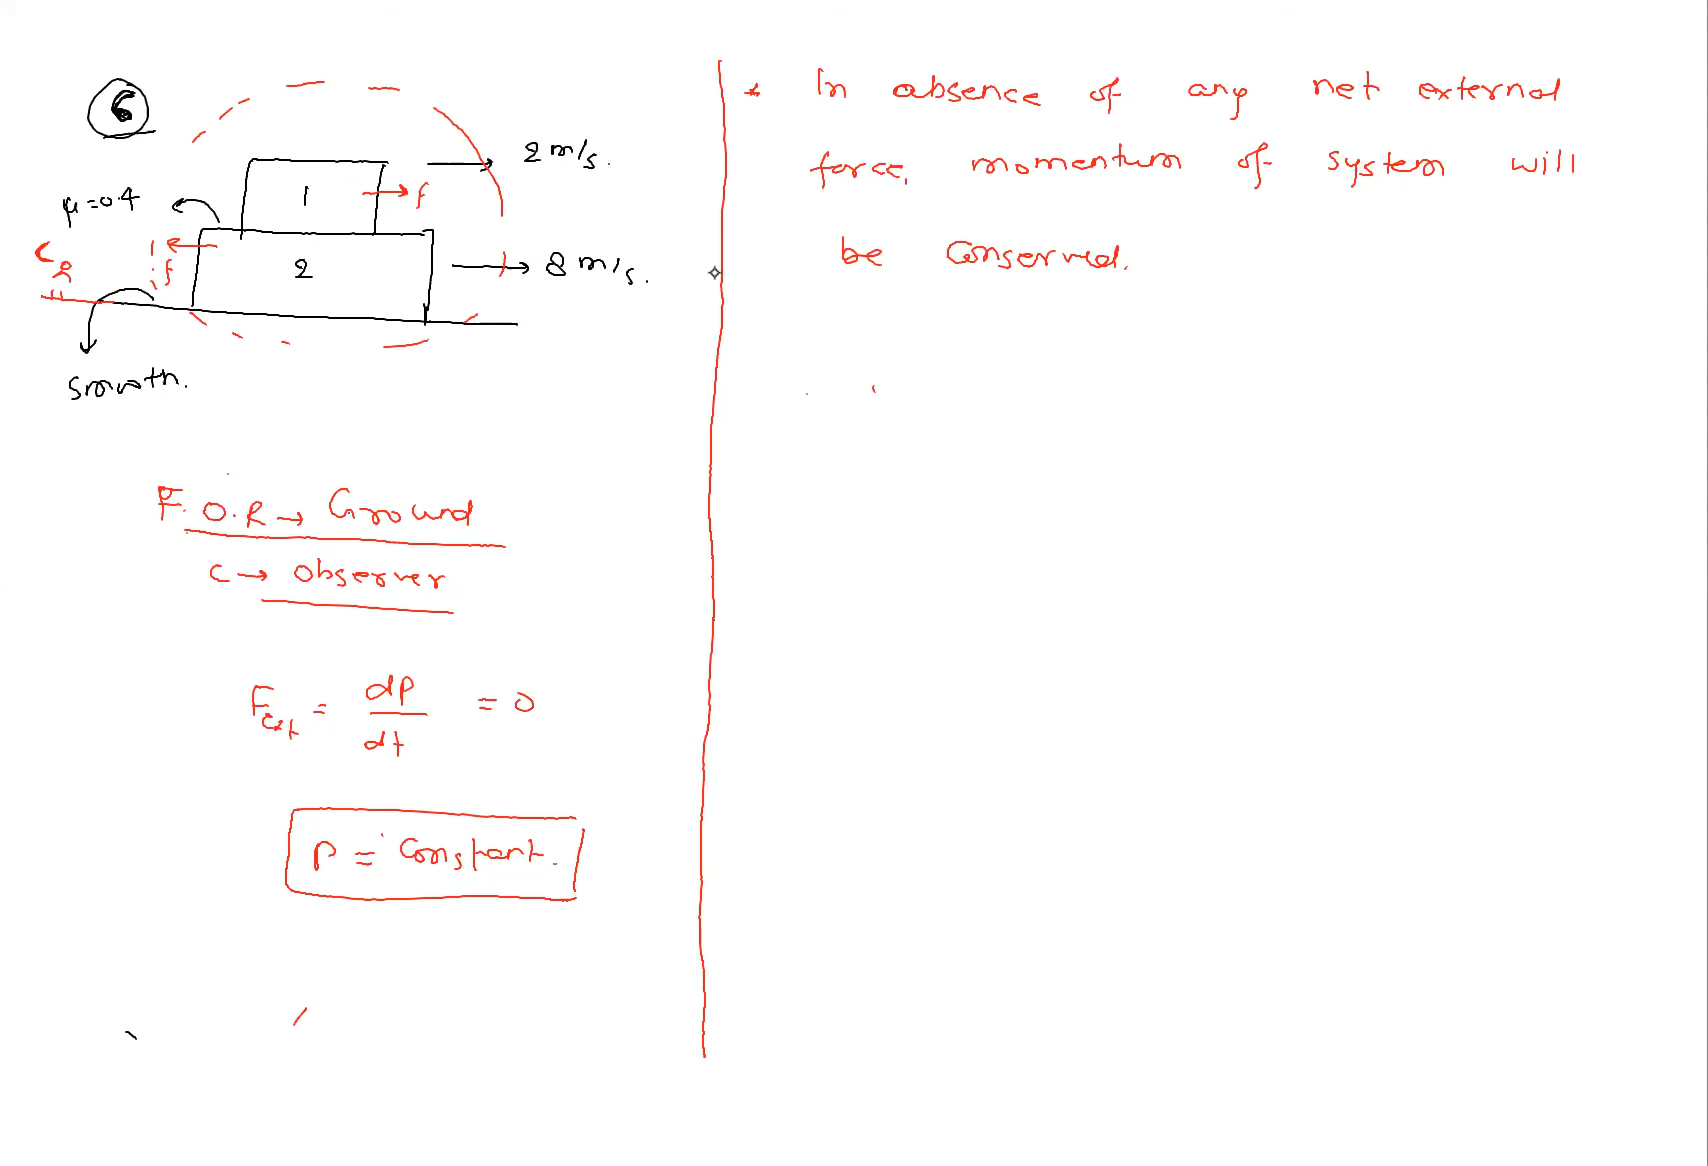 6
2 m/s.
1
f
μ=0.4
C
f
2
8 m/s.
Smooth.
F.O.R → Ground
C → observer
Fext = dP/dt = 0
P = Constant.
* In absence of any net external
force, momentum of system will
be conserved.